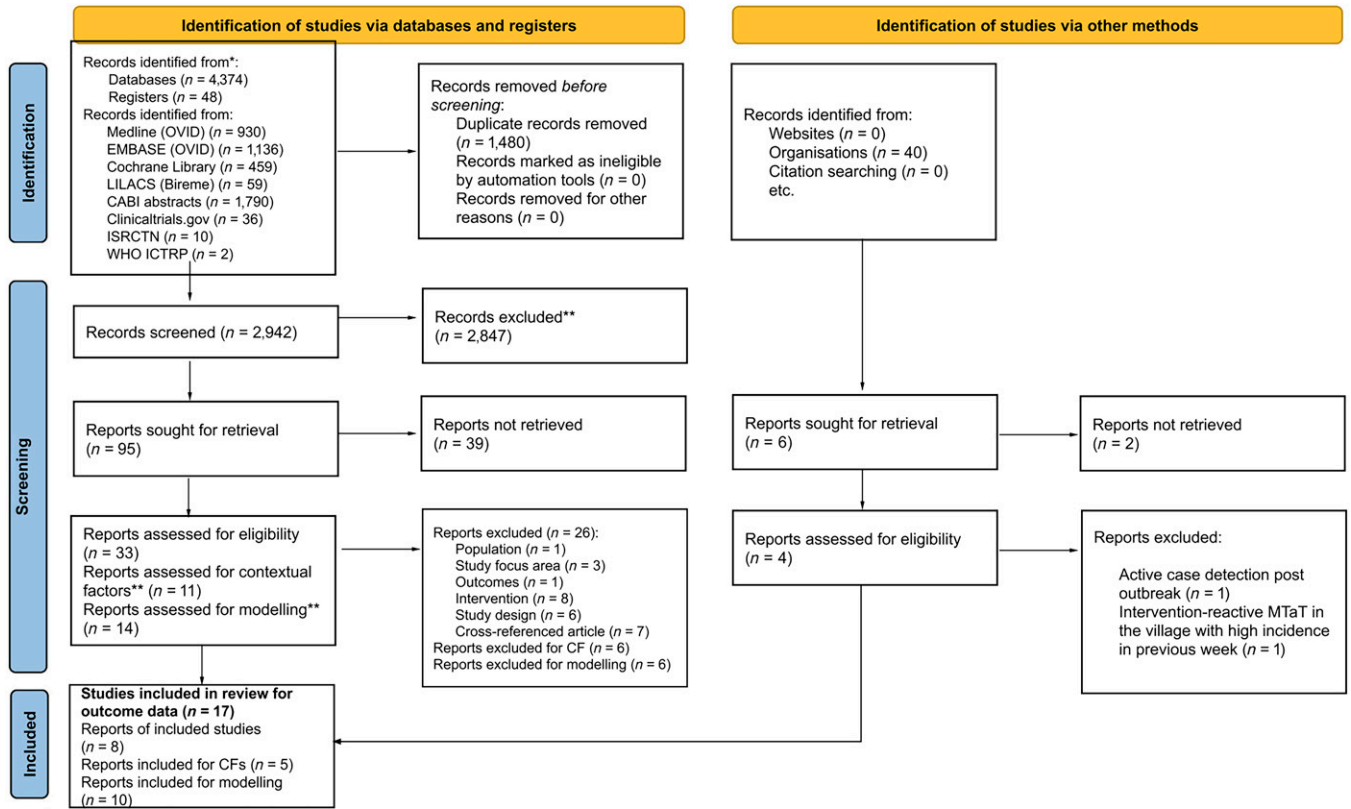 Identification of studies via databases and registers
Identification of studies via other methods
Identification
Records identified from*:
Databases (n = 4,374)
Registers (n = 48)
Records identified from:
Medline (OVID) (n = 930)
EMBASE (OVID) (n = 1,136)
Cochrane Library (n = 459)
LILACS (Bireme) (n = 59)
CABI abstracts (n = 1,790)
Clinicaltrials.gov (n = 36)
ISRCTN (n = 10)
WHO ICTRP (n = 2)
Records removed before
screening:
Duplicate records removed
(n = 1,480)
Records marked as ineligible
by automation tools (n = 0)
Records removed for other
reasons (n = 0)
Records identified from:
Websites (n = 0)
Organisations (n = 40)
Citation searching (n = 0)
etc.
Screening
Records screened (n = 2,942)
Records excluded**
(n = 2,847)
Reports sought for retrieval
(n = 95)
Reports not retrieved
(n = 39)
Reports sought for retrieval
(n = 6)
Reports not retrieved
(n = 2)
Reports assessed for eligibility
(n = 33)
Reports assessed for contextual
factors** (n = 11)
Reports assessed for modelling**
(n = 14)
Reports excluded (n = 26):
Population (n = 1)
Study focus area (n = 3)
Outcomes (n = 1)
Intervention (n = 8)
Study design (n = 6)
Cross-referenced article (n = 7)
Reports excluded for CF (n = 6)
Reports excluded for modelling (n = 6)
Reports assessed for eligibility
(n = 4)
Reports excluded:
Active case detection post
outbreak (n = 1)
Intervention-reactive MTaT in
the village with high incidence
in previous week (n = 1)
Included
Studies included in review for
outcome data (n = 17)
Reports of included studies
(n = 8)
Reports included for CFs (n = 5)
Reports included for modelling
(n = 10)